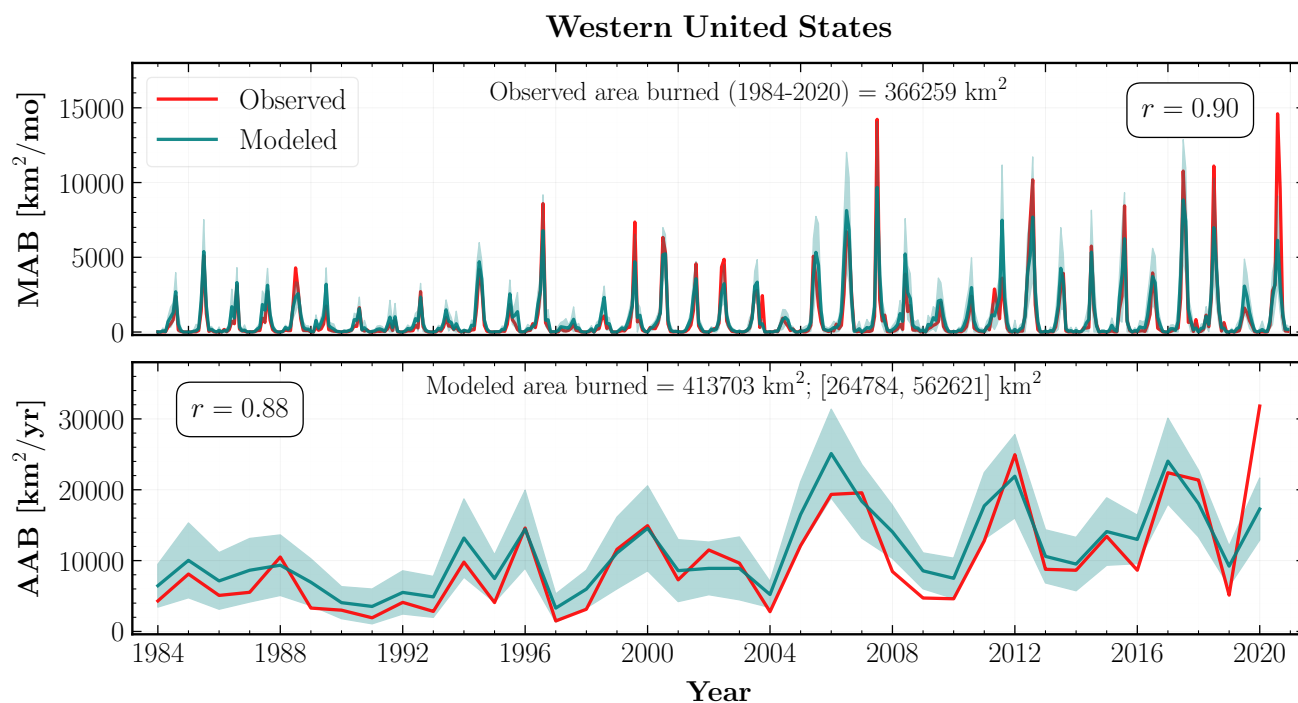 Western United States
MAB [km²/mo]
15000
10000
5000
0
Observed
Modeled
Observed area burned (1984-2020) = 366259 km²
r = 0.90
AAB [km²/yr]
30000
20000
10000
0
r = 0.88
Modeled area burned = 413703 km²; [264784, 562621] km²
1984 1988 1992 1996 2000 2004 2008 2012 2016 2020
Year